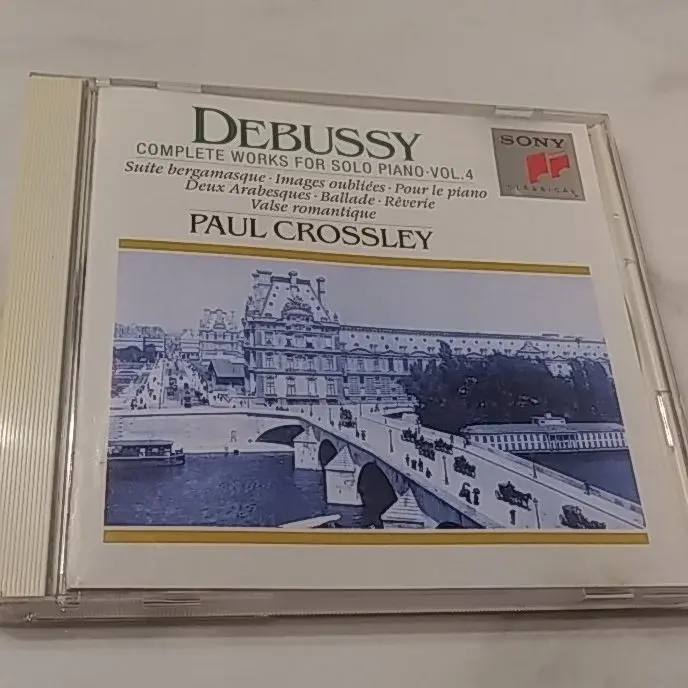 DEBUSSY
COMPLETE WORKS FOR SOLO PIANO·VOL.4
Suite bergamasque · Images oubliées · Pour le piano
Deux Arabesques · Ballade · Rêverie
Valse romantique
PAUL CROSSLEY
SONY
CLASSICAL